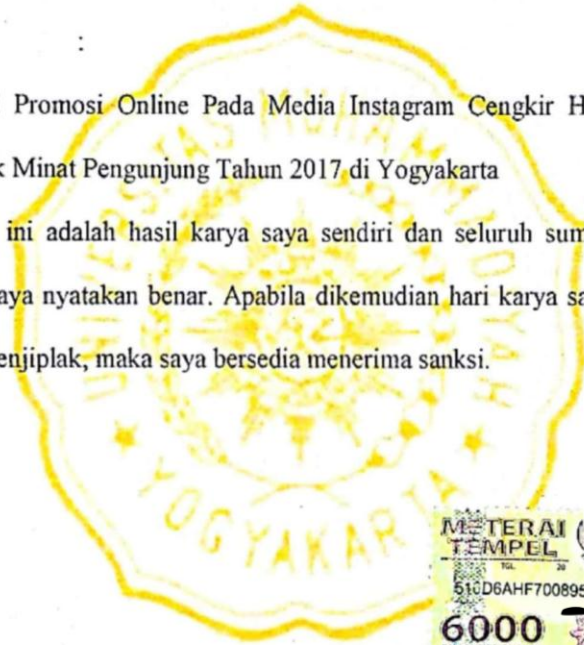 :
Promosi Online Pada Media Instagram Cengkir H
k Minat Pengunjung Tahun 2017 di Yogyakarta
ini adalah hasil karya saya sendiri dan seluruh sum
aya nyatakan benar. Apabila dikemudian hari karya sa
enjiplak, maka saya bersedia menerima sanksi.
UNIVERSITAS MUHAMMADIYAH
YOGYAKARTA
METERAI
TEMPEL
TGL 20
6000